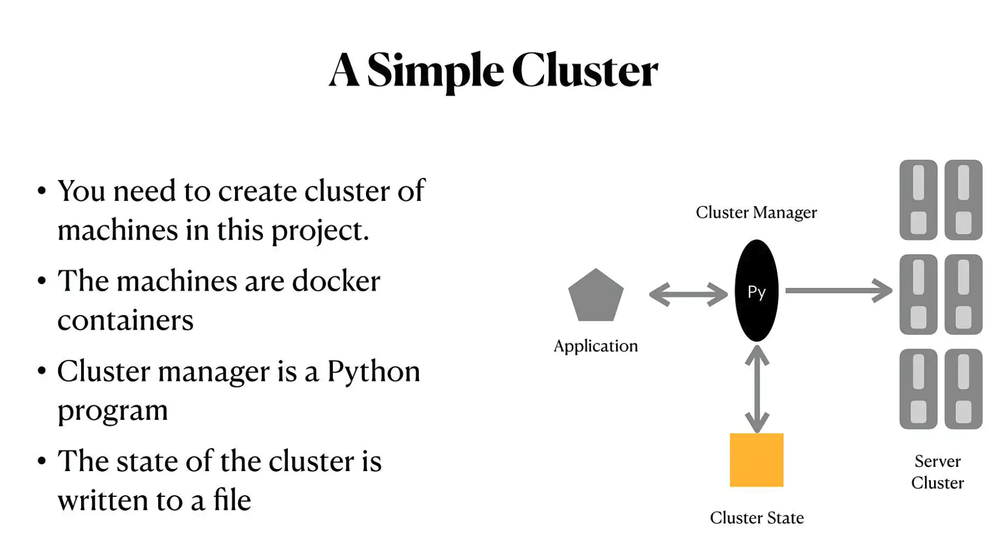 A Simple Cluster
• You need to create cluster of
machines in this project.
• The machines are docker
containers
• Cluster manager is a Python
program
• The state of the cluster is
written to a file
Cluster Manager
Py
Application
Cluster State
Server
Cluster